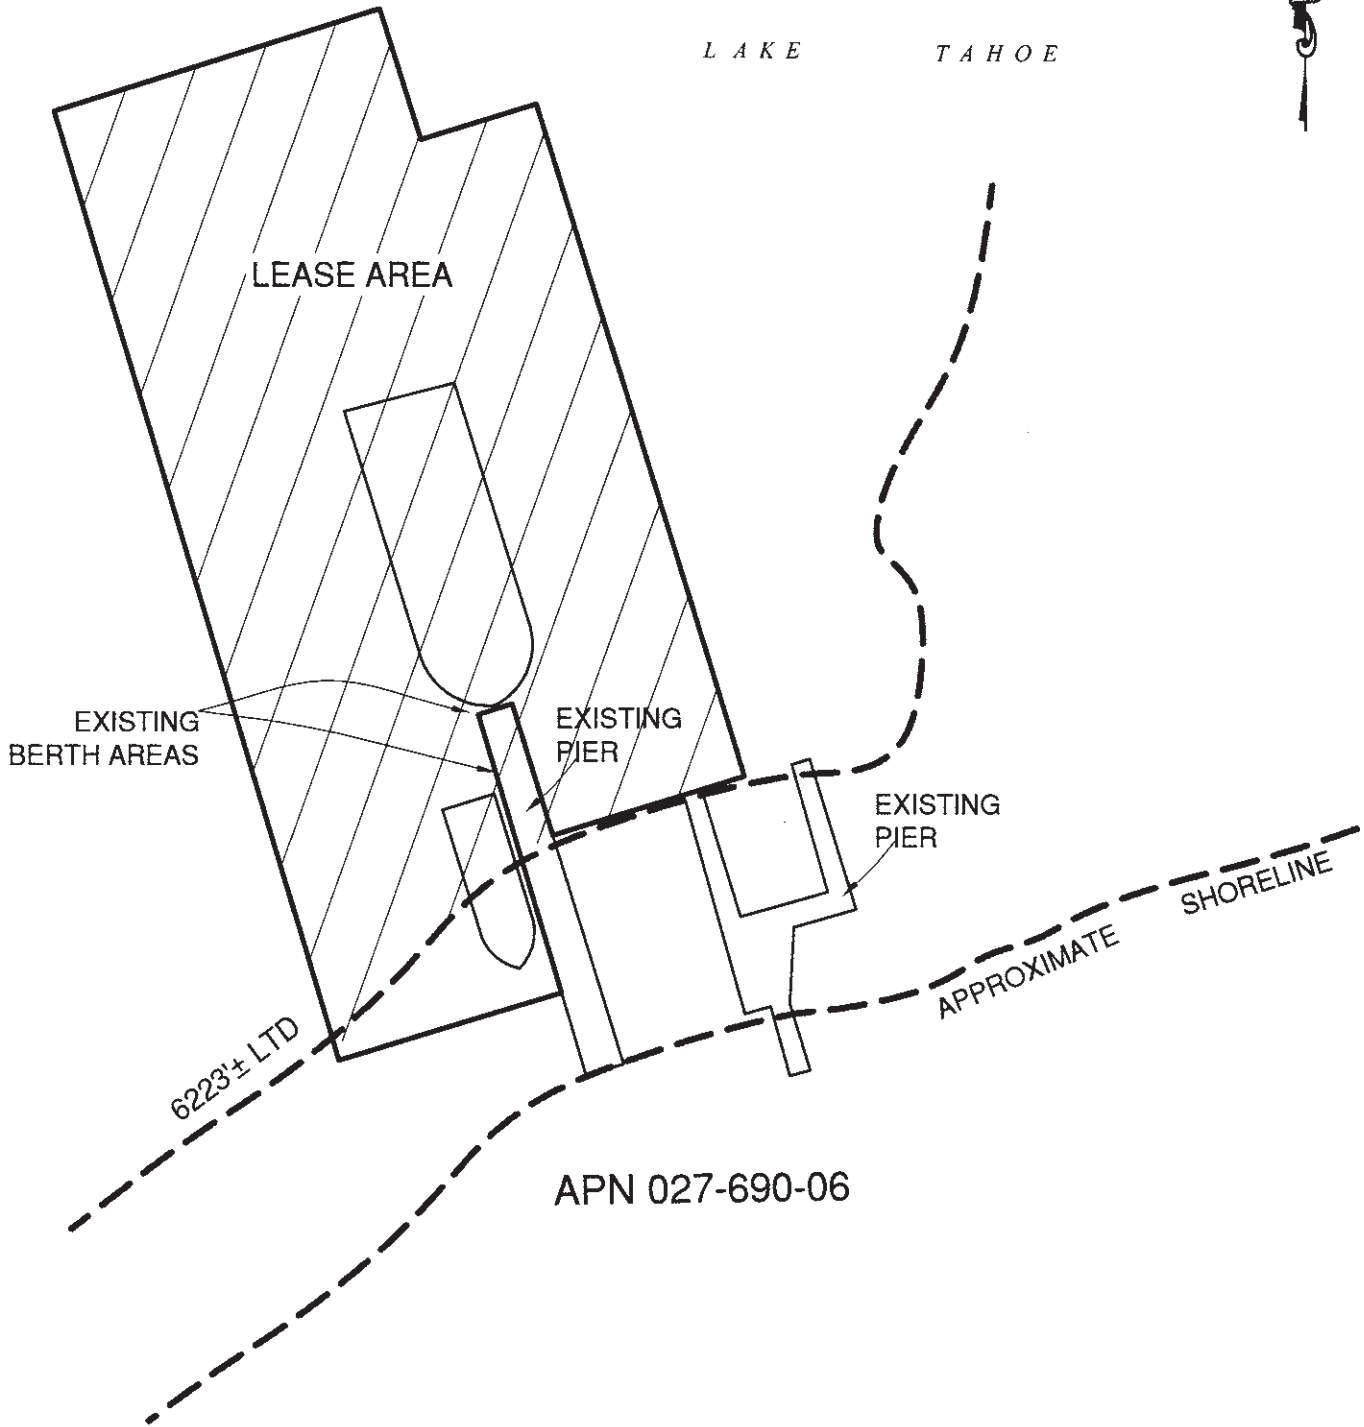 LAKE TAHOE
LEASE AREA
EXISTING
BERTH AREAS
EXISTING
PIER
EXISTING
PIER
SHORELINE
APPROXIMATE
6223'± LTD
APN 027-690-06